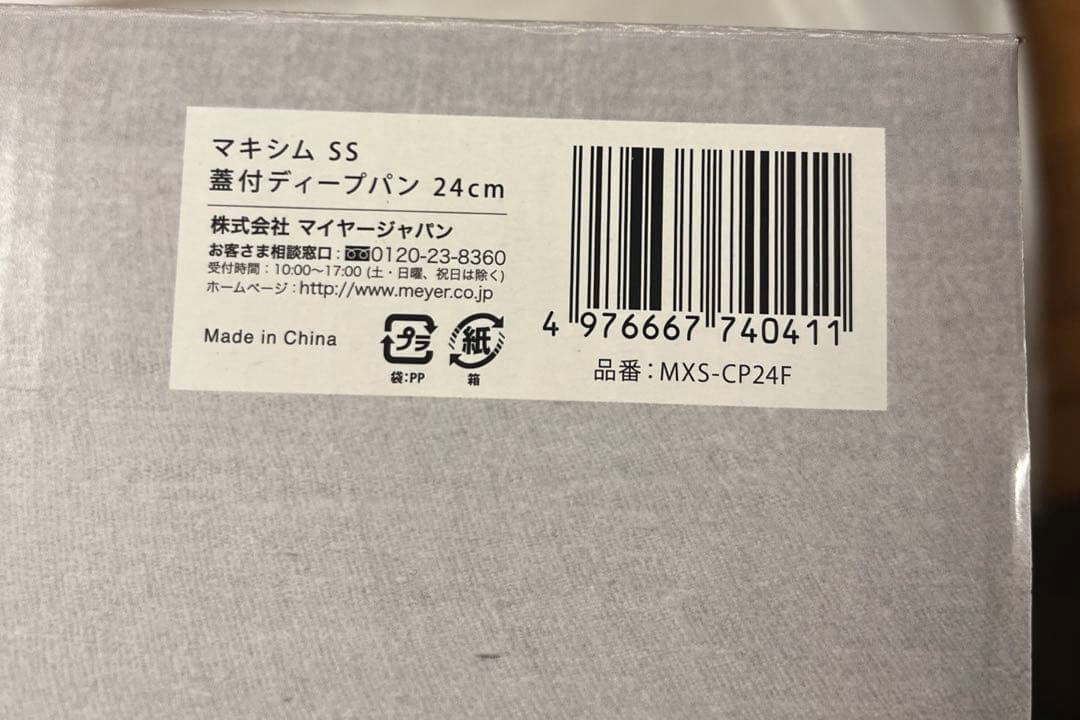 マキシム SS
蓋付ディープパン 24cm
株式会社 マイヤージャパン
お客さま相談窓口:0120-23-8360
受付時間:10:00〜17:00 (土・日曜、祝日は除く)
ホームページ:http://www.meyer.co.jp
Made in China
プラ
袋:PP
紙
箱
4 976667 740411
品番:MXS-CP24F